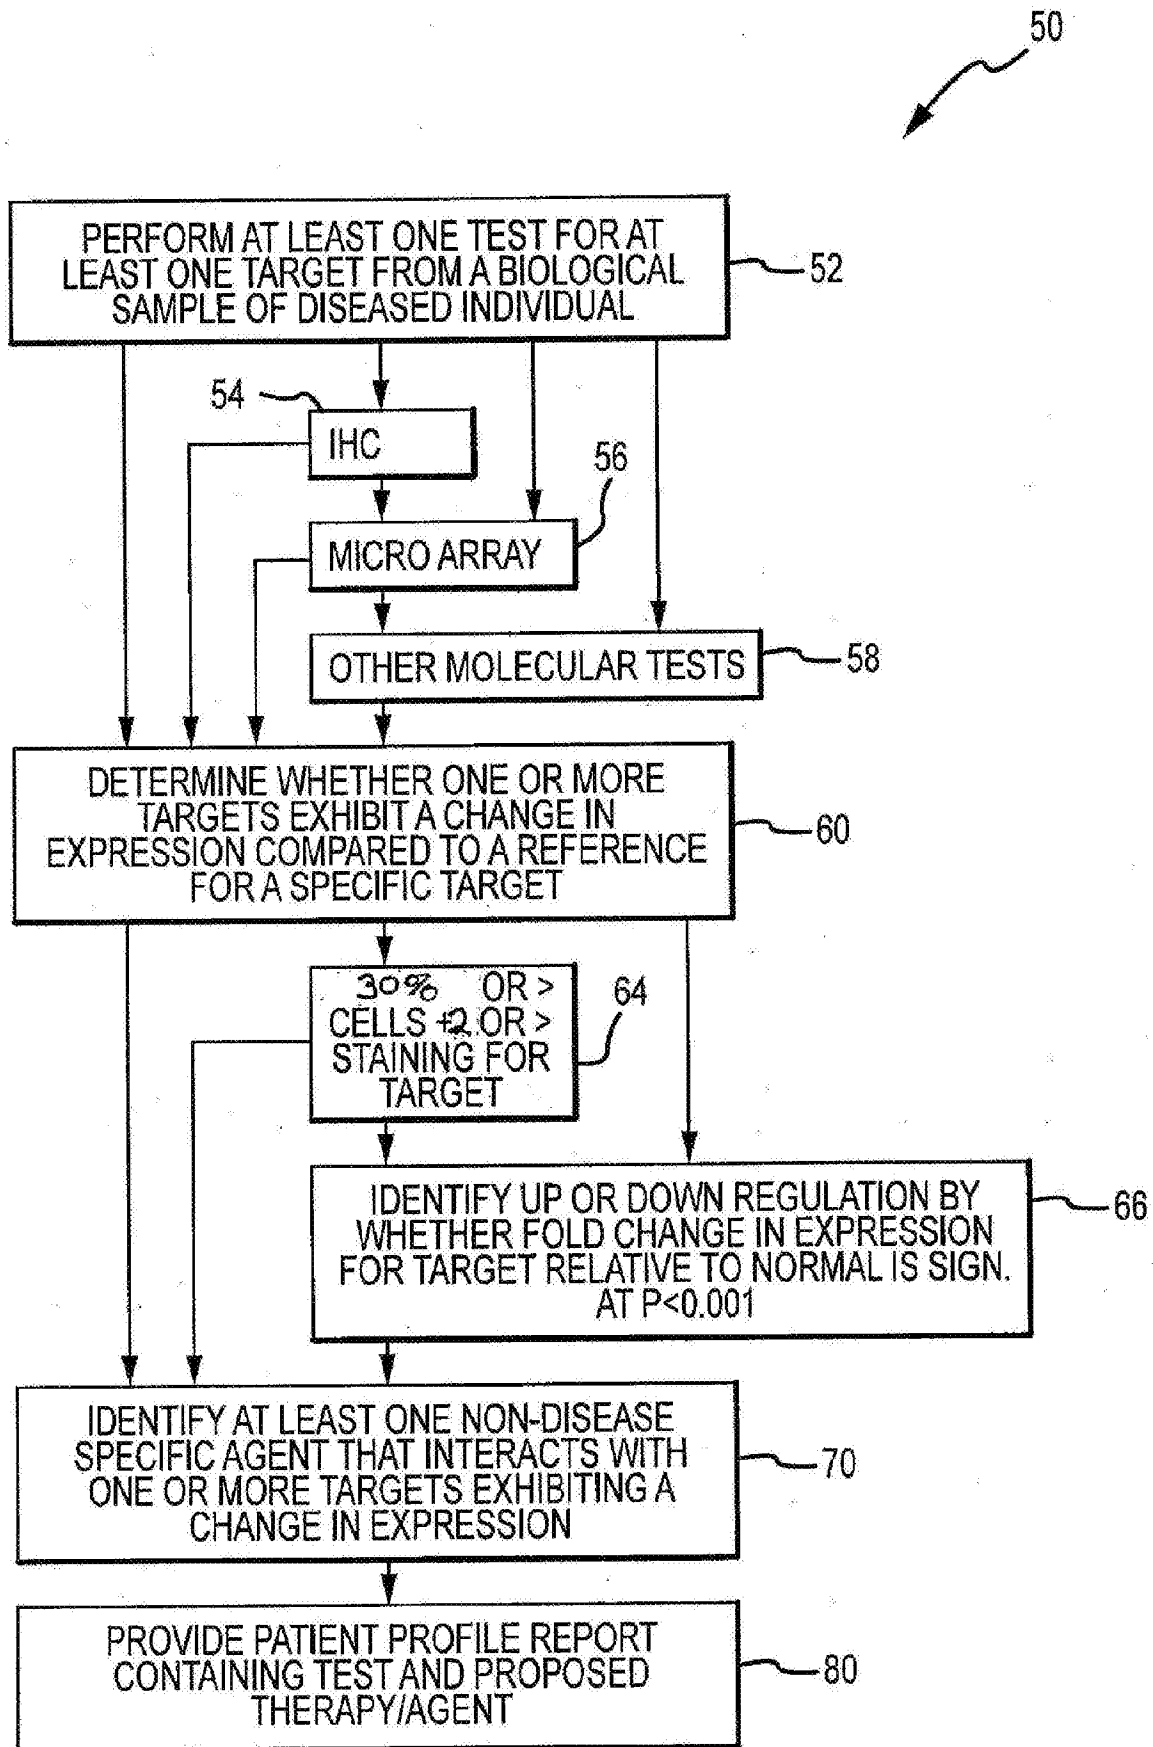 50
PERFORM AT LEAST ONE TEST FOR AT
LEAST ONE TARGET FROM A BIOLOGICAL
SAMPLE OF DISEASED INDIVIDUAL
52
54
IHC
56
MICRO ARRAY
OTHER MOLECULAR TESTS
58
DETERMINE WHETHER ONE OR MORE
TARGETS EXHIBIT A CHANGE IN
EXPRESSION COMPARED TO A REFERENCE
FOR A SPECIFIC TARGET
60
30% OR >
CELLS +2 OR >
STAINING FOR
TARGET
64
IDENTIFY UP OR DOWN REGULATION BY
WHETHER FOLD CHANGE IN EXPRESSION
FOR TARGET RELATIVE TO NORMAL IS SIGN.
AT P<0.001
66
IDENTIFY AT LEAST ONE NON-DISEASE
SPECIFIC AGENT THAT INTERACTS WITH
ONE OR MORE TARGETS EXHIBITING A
CHANGE IN EXPRESSION
70
PROVIDE PATIENT PROFILE REPORT
CONTAINING TEST AND PROPOSED
THERAPY/AGENT
80